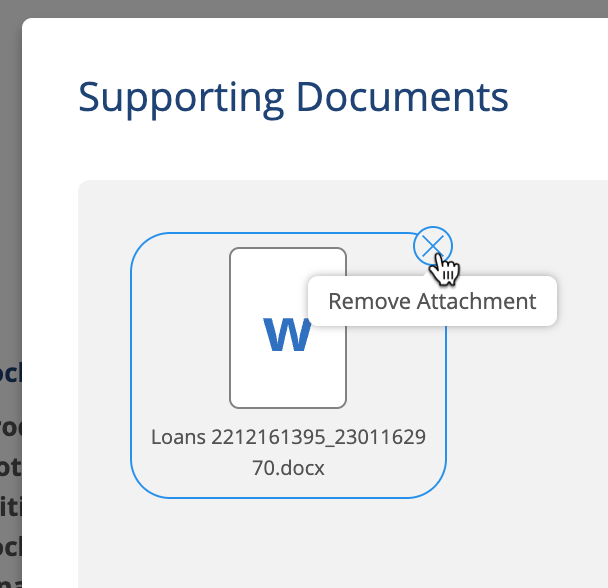 Supporting Documents
Remove Attachment
W
Loans 2212161395_23011629
70.docx